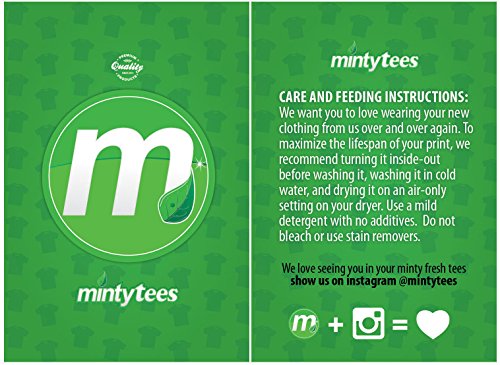 PREMIUM
Quality
PRODUCTS
m
mintytees
mintytees
CARE AND FEEDING INSTRUCTIONS:
We want you to love wearing your new
clothing from us over and over again. To
maximize the lifespan of your print, we
recommend turning it inside-out
before washing it, washing it in cold
water, and drying it on an air-only
setting on your dryer. Use a mild
detergent with no additives. Do not
bleach or use stain removers.
We love seeing you in your minty fresh tees
show us on instagram @mintytees
m + =